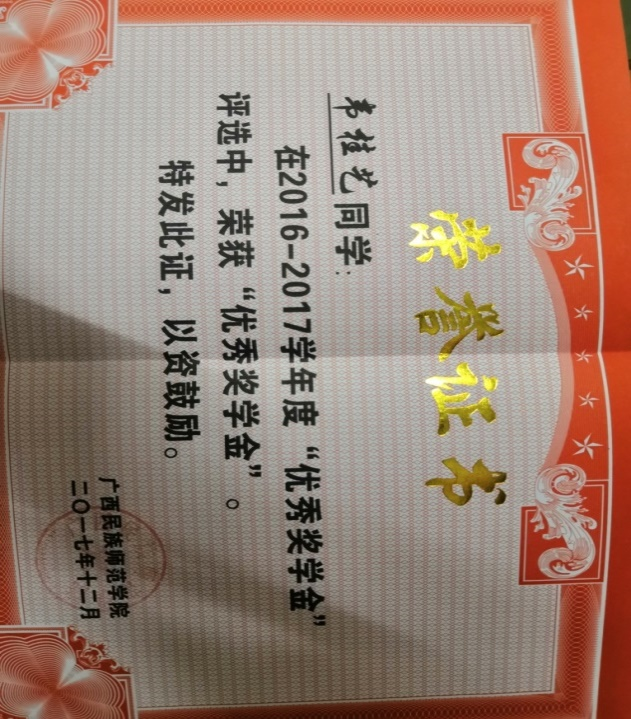 荣誉证书
韦桂艺同学:
在2016-2017学年度“优秀奖学金”
评选中，荣获“优秀奖学金”。
特发此证，以资鼓励。
广西民族师范学院
二〇一七年十二月